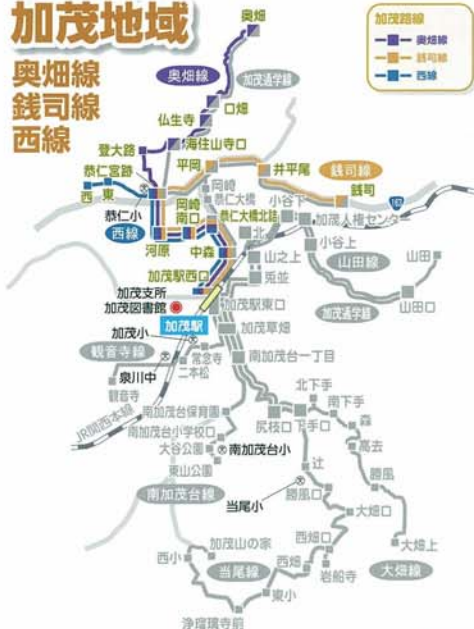 加茂地域
奥畑線
銭司線
西線
加茂路線
奥畑線
銭司線
西線
奥畑
奥畑線
加茂通学線
口畑
仏生寺
海住山寺口
登大路
恭仁宮跡
平岡
井平尾
銭司線
西
東
岡崎
恭仁大橋
銭司
163
恭仁小
岡崎南口
恭仁大橋北詰
小谷下
加茂人権センター
西線
河原
中森
北
小谷上
山之上
山田線
山田
加茂駅西口
兎並
加茂支所
加茂図書館
加茂駅東口
加茂通学線
山田口
加茂駅
加茂小
加茂草畑
観音寺線
常念寺
南加茂台一丁目
泉川中
二本松
観音寺
北下手
JR関西本線
南加茂台保育園
尻枝口
下手口
南下手
森
南加茂台小学校口
大谷公園
南加茂台小
高去
東山公園
辻
勝風
南加茂台線
勝風口
当尾小
大畑口
西畑口
大畑上
加茂山の家
西小
当尾線
西畑
岩船寺
大畑線
東小
浄瑠璃寺前